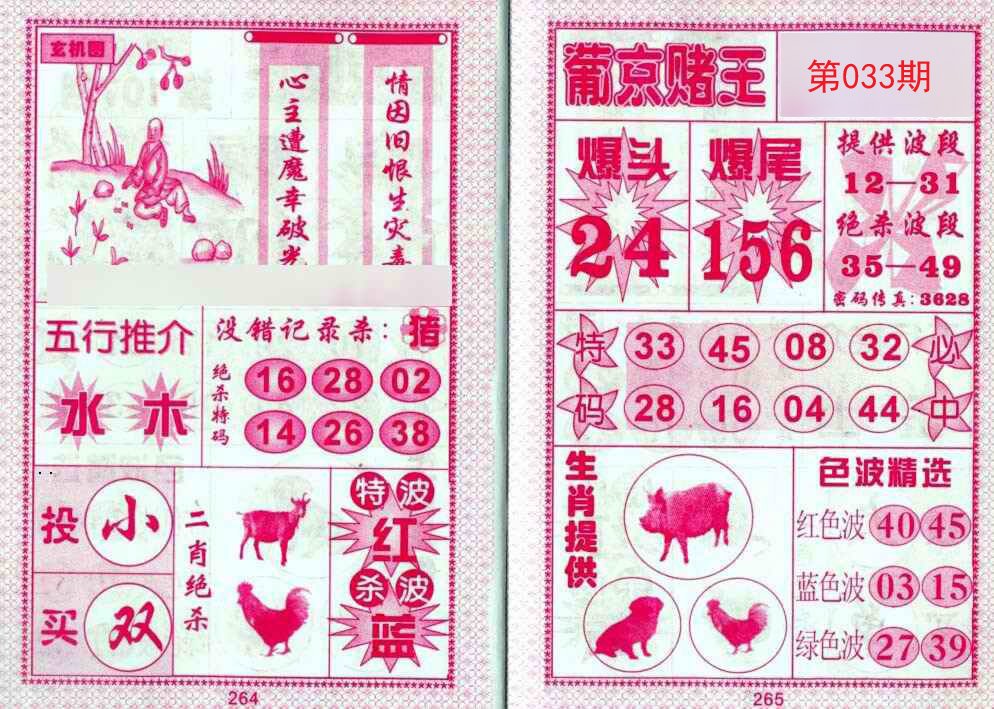 玄机图
情因旧恨生灾毒
心主遭魔幸破光
五行推介
水 木
没错记录杀：猪
绝杀特码
16 28 02
14 26 38
投 小
买 双
二肖绝杀
特波
红
杀波
蓝
264
葡京赌王
第033期
爆头
24
爆尾
156
提供波段
12—31
绝杀波段
35—49
密码传真：3628
特 33 45 08 32 必
码 28 16 04 44 中
生肖提供
色波精选
红色波 40 45
蓝色波 03 15
绿色波 27 39
265